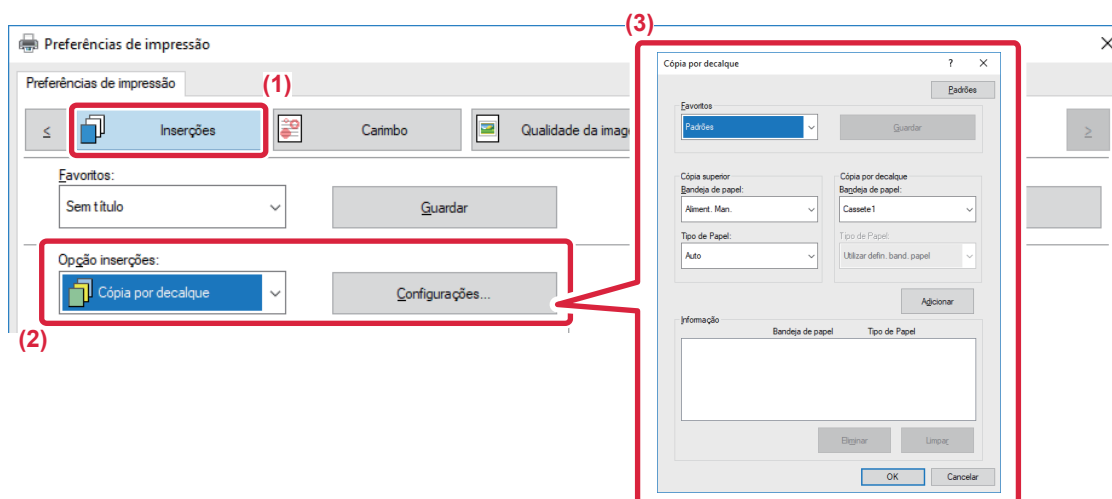 (3)
Preferências de impressão
Preferências de impressão
(1)
< Inserções Carimbo Qualidade da imag >
Favoritos:
Sem título Guardar
Opção inserções:
Cópia por decalque Configurações...
(2)
Cópia por decalque ?
Padrões
Favoritos
Padrões Guardar
Cópia superior Cópia por decalque
Bandeja de papel: Bandeja de papel:
Aliment. Man. Cassete1
Tipo de Papel: Tipo de Papel:
Auto Utilizar defin. band. papel
Adicionar
Informação
Bandeja de papel Tipo de Papel
Eliminar Limpar
OK Cancelar